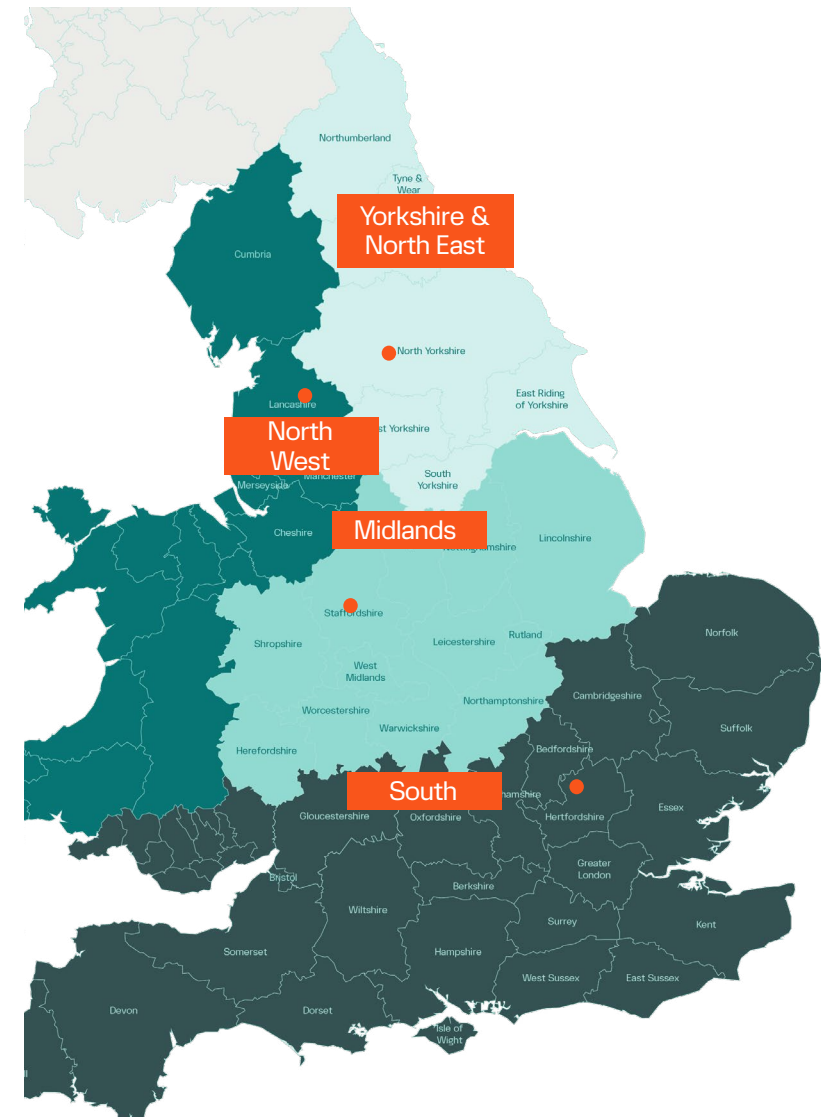 Northumberland
Tyne &
Wear
Yorkshire &
North East
Cumbria
North Yorkshire
East Riding
of Yorkshire
Lancashire
Yorkshire
North
West
South
Yorkshire
Manchester
Merseyside
Midlands
Cheshire
Lincolnshire
Staffordshire
Shropshire
Leicestershire
Rutland
Norfolk
West
Midlands
Northamptonshire
Cambridgeshire
Worcestershire
Warwickshire
Suffolk
Herefordshire
Bedfordshire
South
Gloucestershire
Oxfordshire
Hertfordshire
Essex
Greater
London
Bristol
Berkshire
Wiltshire
Surrey
Kent
Somerset
Hampshire
West Sussex
East Sussex
Devon
Dorset
Isle of
Wight